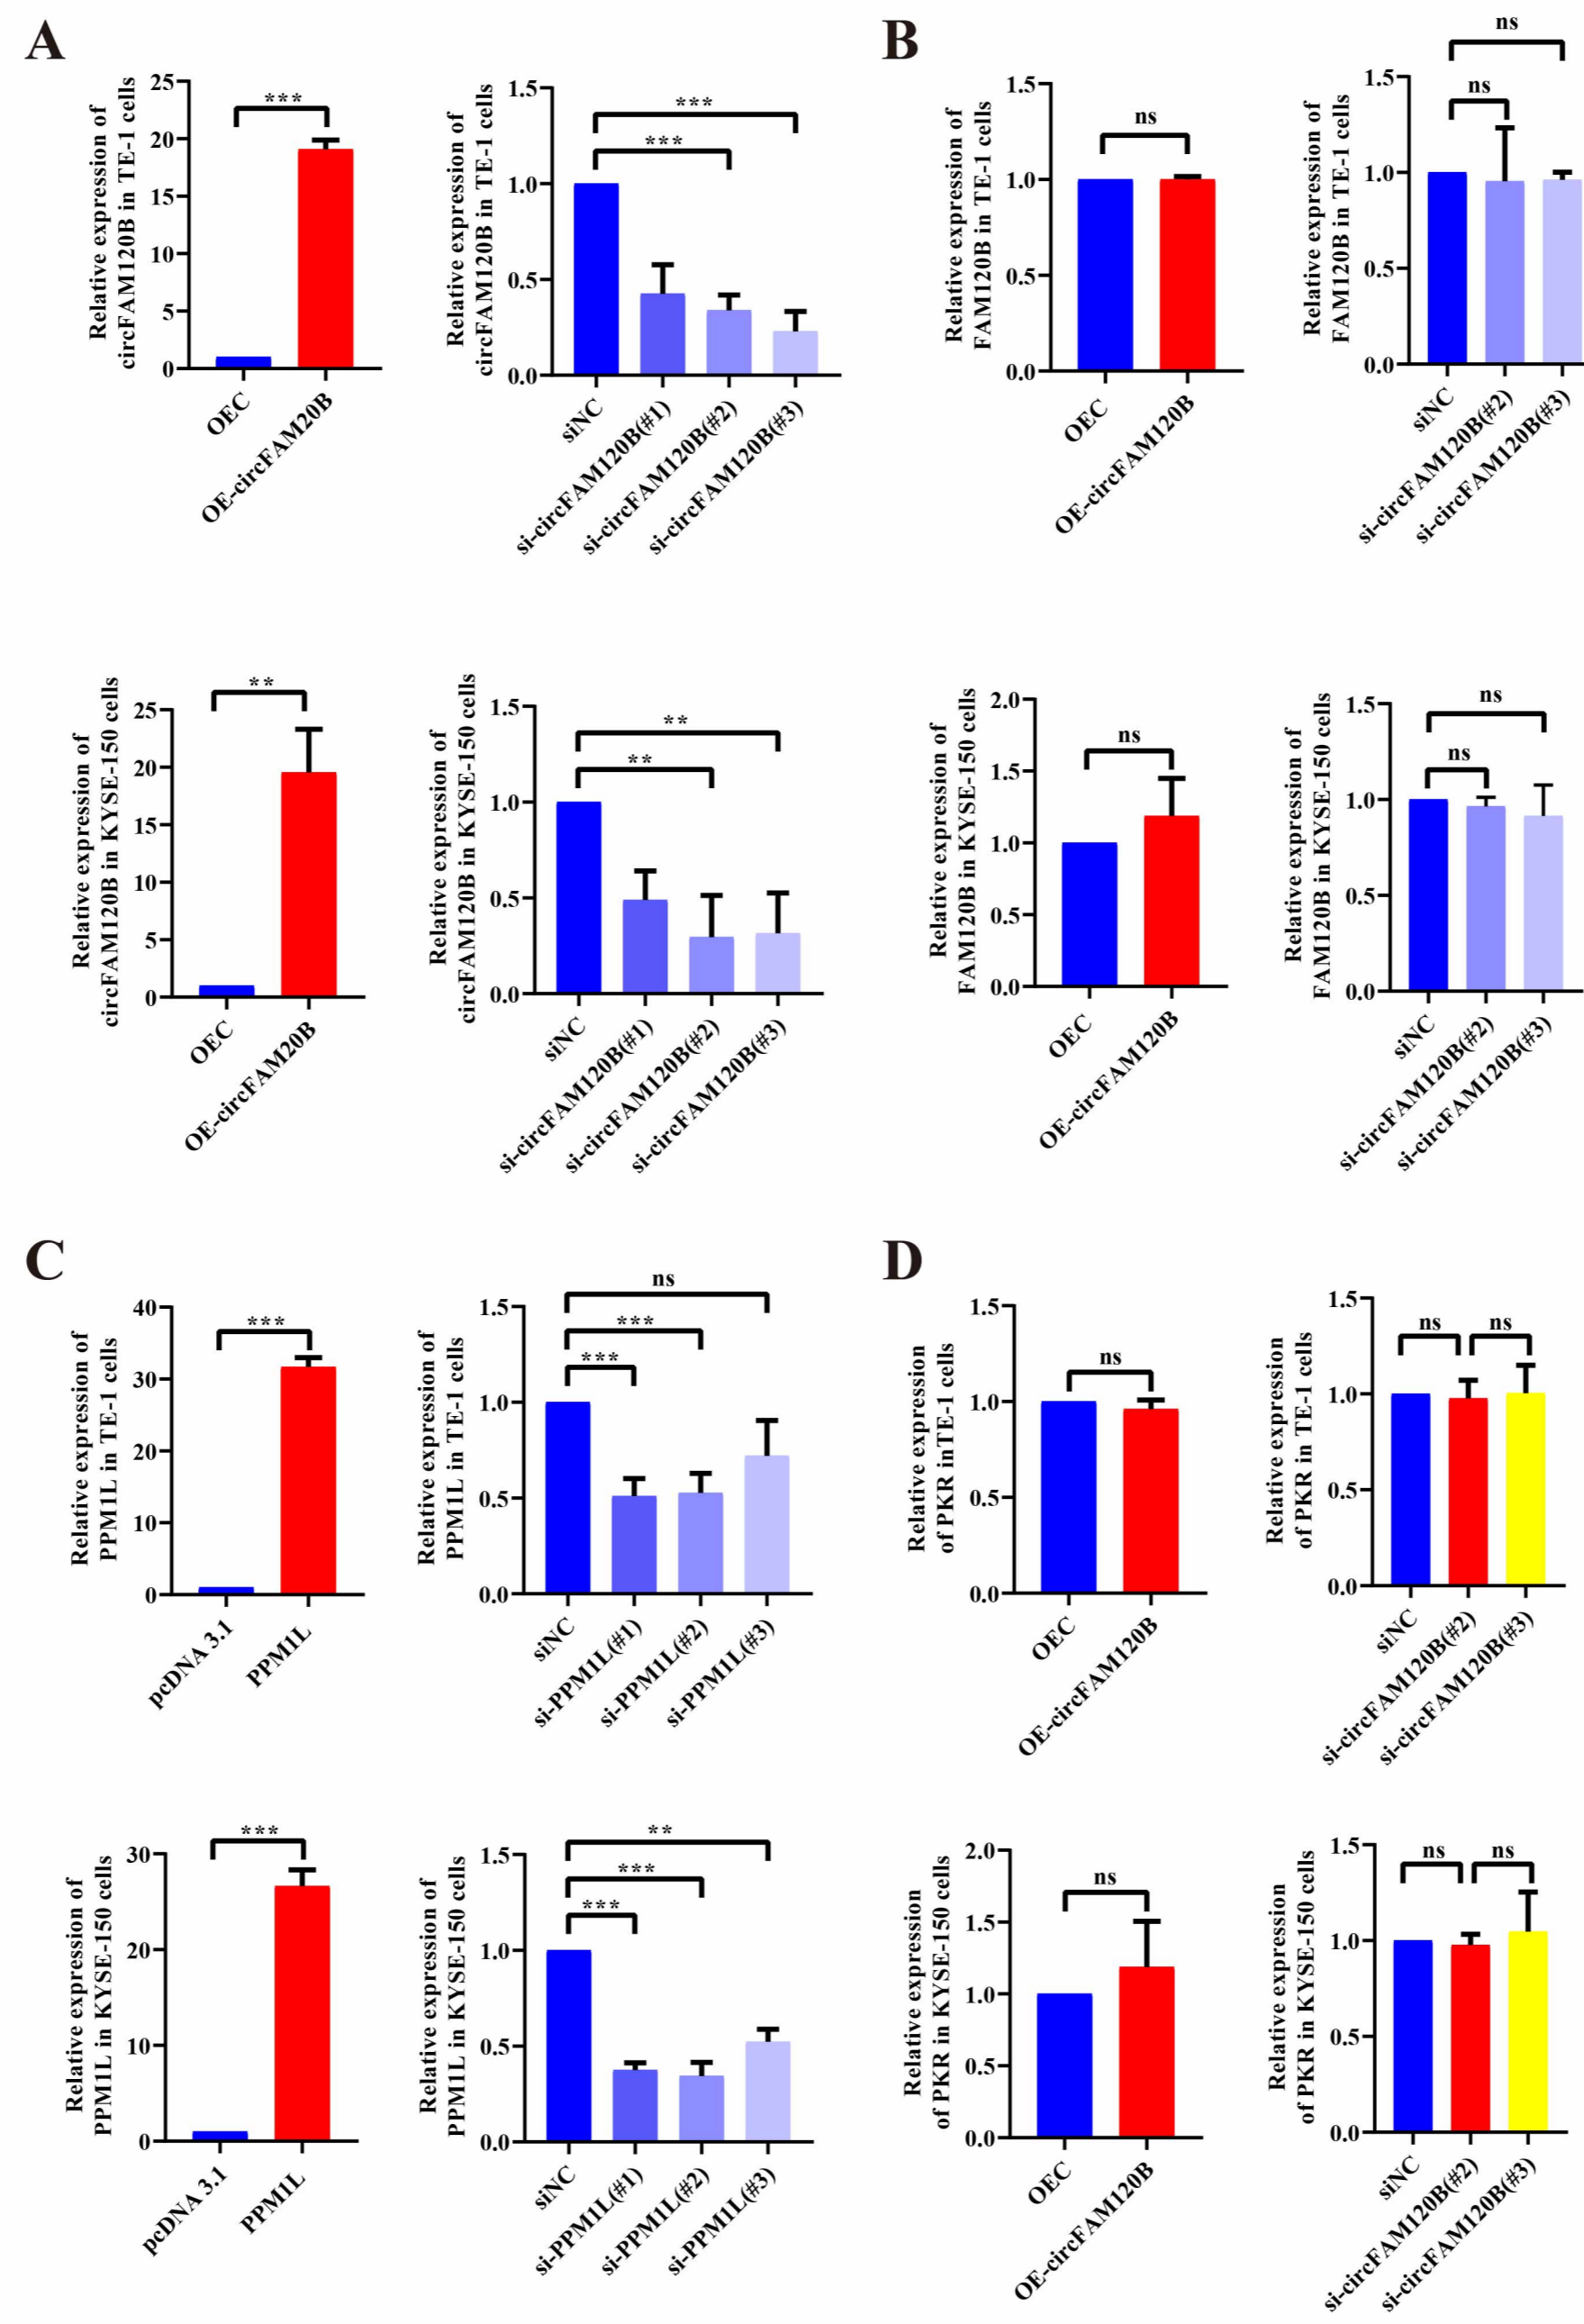 A
Relative expression of
circFAM120B in TE-1 cells
25
20
15
10
5
0
***
OEC
OE-circFAM20B
Relative expression of
circFAM120B in TE-1 cells
1.5
1.0
0.5
0.0
***
***
siNC
si-circFAM120B(#1)
si-circFAM120B(#2)
si-circFAM120B(#3)
B
Relative expression of
FAM120B in TE-1 cells
1.5
1.0
0.5
0.0
ns
OEC
OE-circFAM120B
Relative expression of
FAM120B in TE-1 cells
1.5
1.0
0.5
0.0
ns
ns
siNC
si-circFAM120B(#2)
si-circFAM120B(#3)
Relative expression of
circFAM120B in KYSE-150 cells
25
20
15
10
5
0
**
OEC
OE-circFAM20B
Relative expression of
circFAM120B in KYSE-150 cells
1.5
1.0
0.5
0.0
**
**
siNC
si-circFAM120B(#1)
si-circFAM120B(#2)
si-circFAM120B(#3)
Relative expression of
FAM120B in KYSE-150 cells
2.0
1.5
1.0
0.5
0.0
ns
OEC
OE-circFAM120B
Relative expression of
FAM120B in KYSE-150 cells
1.5
1.0
0.5
0.0
ns
ns
siNC
si-circFAM120B(#2)
si-circFAM120B(#3)
C
Relative expression of
PPM1L in TE-1 cells
40
30
20
10
0
***
pcDNA 3.1
PPM1L
Relative expression of
PPM1L in TE-1 cells
1.5
1.0
0.5
0.0
ns
***
***
siNC
si-PPM1L(#1)
si-PPM1L(#2)
si-PPM1L(#3)
D
Relative expression
of PKR inTE-1 cells
1.5
1.0
0.5
0.0
ns
OEC
OE-circFAM120B
Relative expression
of PKR in TE-1 cells
1.5
1.0
0.5
0.0
ns
ns
siNC
si-circFAM120B(#2)
si-circFAM120B(#3)
Relative expression of
PPM1L in KYSE-150 cells
30
20
10
0
***
pcDNA 3.1
PPM1L
Relative expression of
PPM1L in KYSE-150 cells
1.5
1.0
0.5
0.0
**
***
***
siNC
si-PPM1L(#1)
si-PPM1L(#2)
si-PPM1L(#3)
Relative expression
of PKR in KYSE-150 cells
2.0
1.5
1.0
0.5
0.0
ns
OEC
OE-circFAM120B
Relative expression
of PKR in KYSE-150 cells
1.5
1.0
0.5
0.0
ns
ns
siNC
si-circFAM120B(#2)
si-circFAM120B(#3)